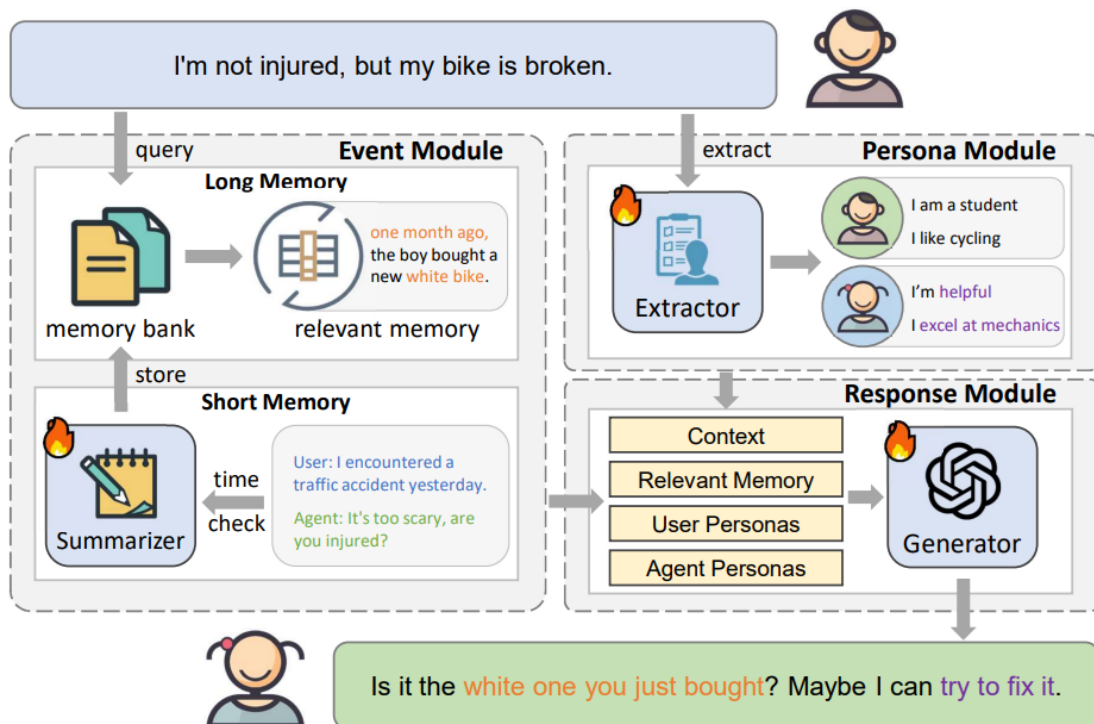 I'm not injured, but my bike is broken.
query
Event Module
Long Memory
one month ago,
the boy bought a
new white bike.
memory bank
relevant memory
store
Short Memory
User: I encountered a
traffic accident yesterday.
Agent: It's too scary, are
you injured?
time
check
Summarizer
extract
Persona Module
I am a student
I like cycling
Extractor
I'm helpful
I excel at mechanics
Response Module
Context
Relevant Memory
User Personas
Agent Personas
Generator
Is it the white one you just bought? Maybe I can try to fix it.